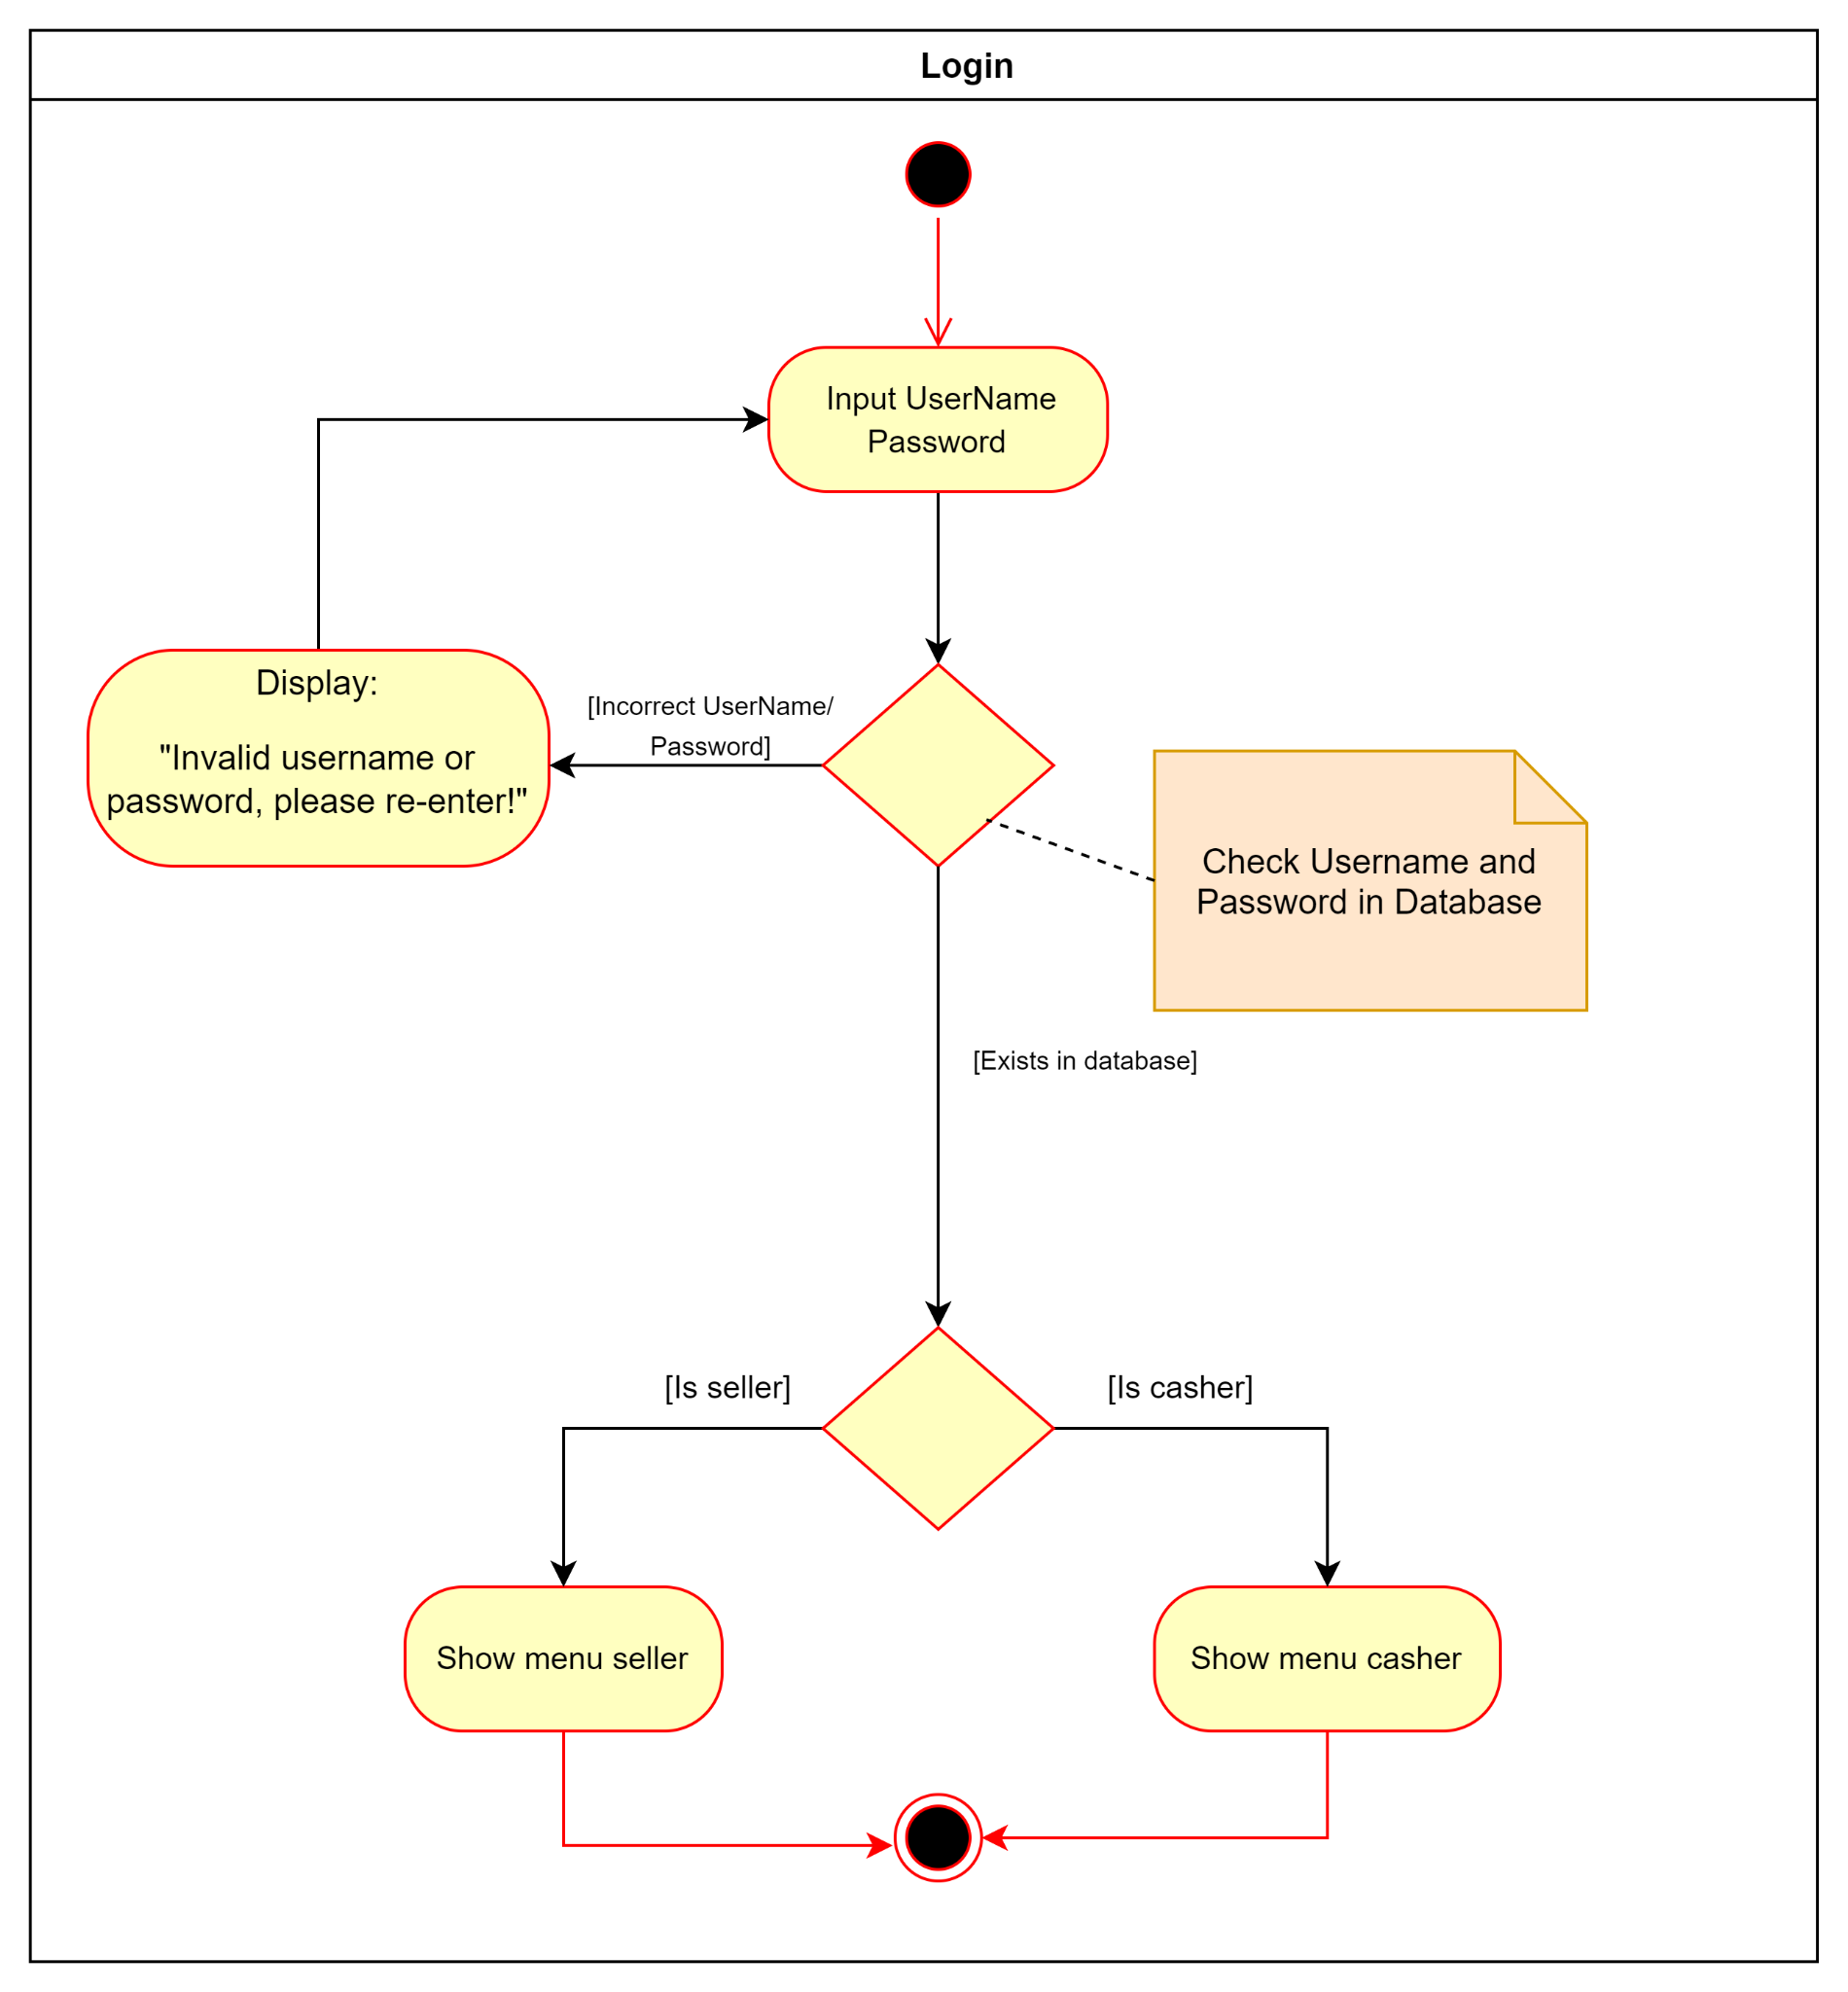 Login
Input UserName
Password
Display:
"Invalid username or
password, please re-enter!"
[Incorrect UserName/
Password]
Check Username and
Password in Database
[Exists in database]
[Is seller]
[Is casher]
Show menu seller
Show menu casher